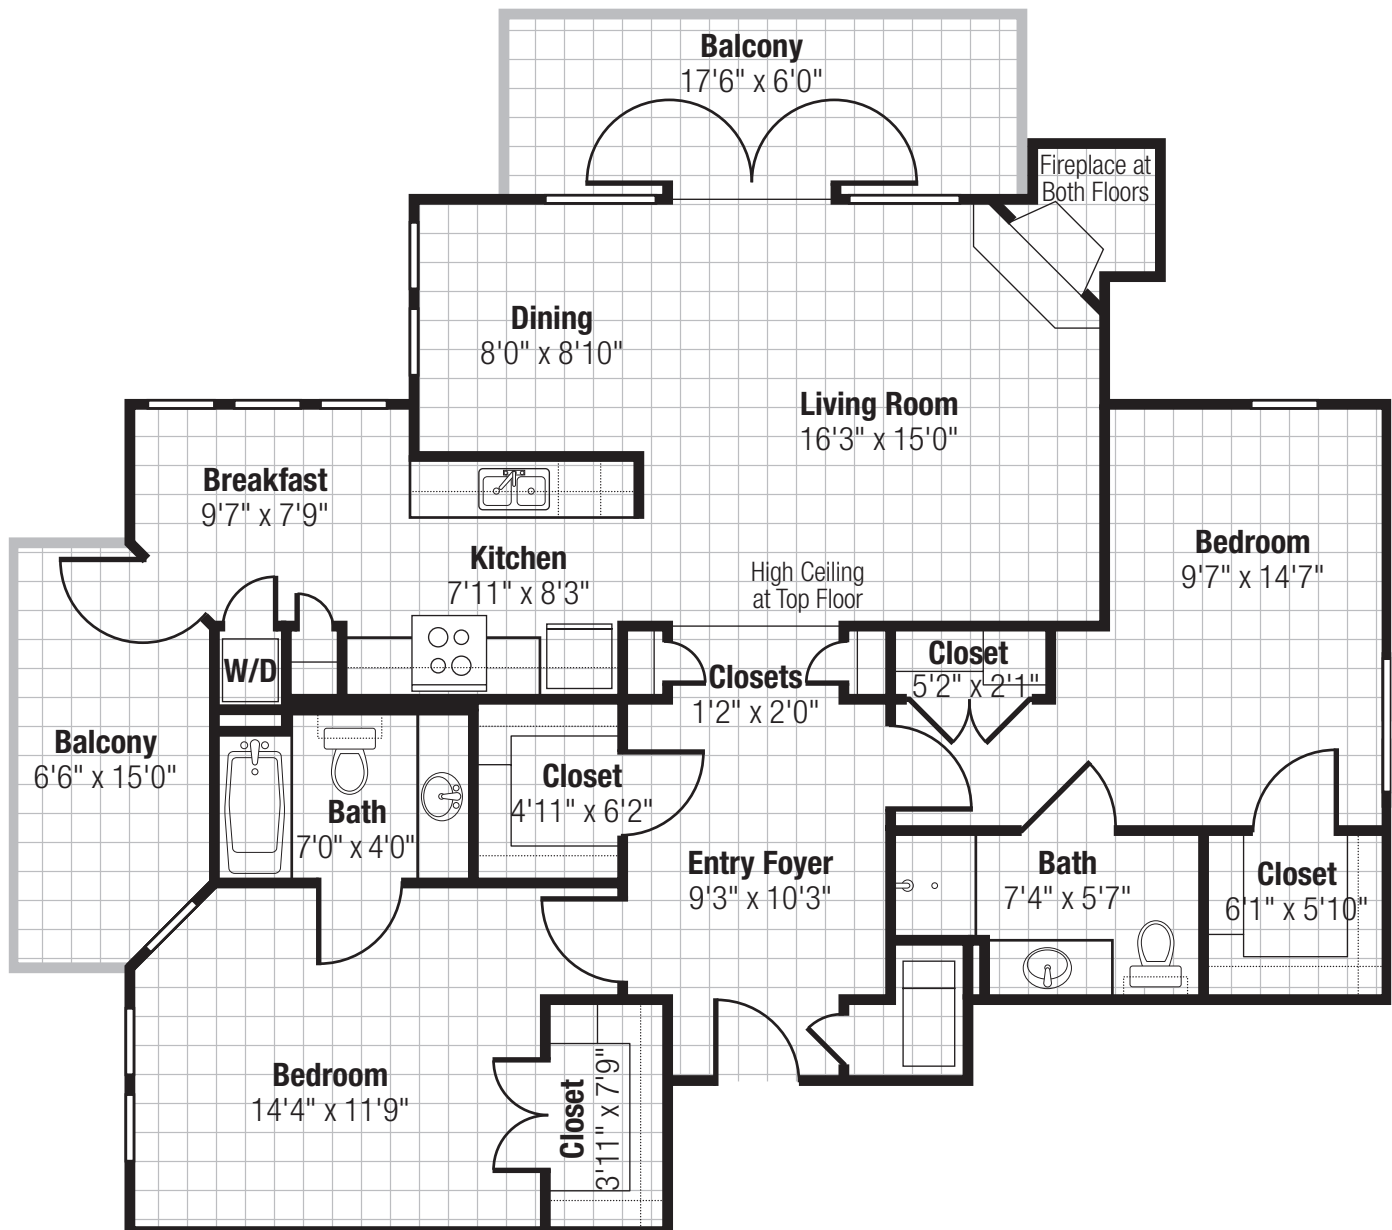 Balcony
17'6" x 6'0"
Fireplace at
Both Floors
Dining
8'0" x 8'10"
Living Room
16'3" x 15'0"
Breakfast
9'7" x 7'9"
Kitchen
7'11" x 8'3"
High Ceiling
at Top Floor
Bedroom
9'7" x 14'7"
W/D
Closets
1'2" x 2'0"
Closet
5'2" x 2'1"
Balcony
6'6" x 15'0"
Bath
7'0" x 4'0"
Closet
4'11" x 6'2"
Entry Foyer
9'3" x 10'3"
Bath
7'4" x 5'7"
Closet
6'1" x 5'10"
Bedroom
14'4" x 11'9"
Closet
3'11" x 7'9"